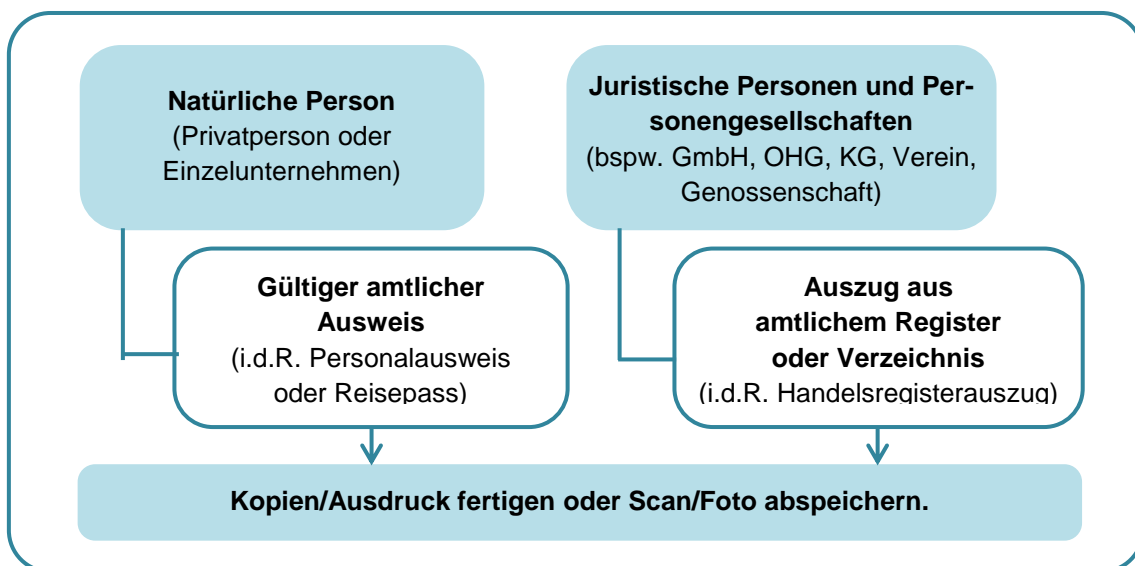 Natürliche Person
(Privatperson oder
Einzelunternehmen)
Juristische Personen und Per-
sonengesellschaften
(bspw. GmbH, OHG, KG, Verein,
Genossenschaft)
Gültiger amtlicher
Ausweis
(i.d.R. Personalausweis
oder Reisepass)
Auszug aus
amtlichem Register
oder Verzeichnis
(i.d.R. Handelsregisterauszug)
Kopien/Ausdruck fertigen oder Scan/Foto abspeichern.